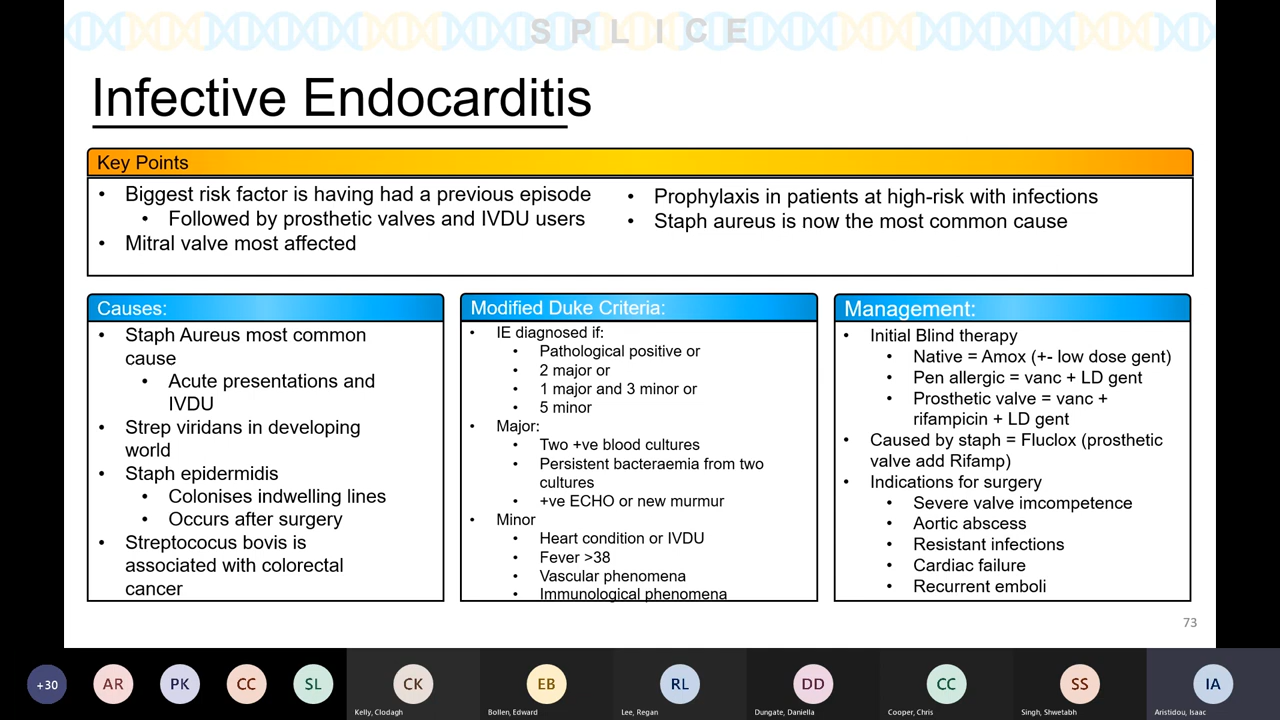 S P L I C E
Infective Endocarditis
Key Points
• Biggest risk factor is having had a previous episode
• Followed by prosthetic valves and IVDU users
• Mitral valve most affected
• Prophylaxis in patients at high-risk with infections
• Staph aureus is now the most common cause
Causes:
• Staph Aureus most common
cause
• Acute presentations and
IVDU
• Strep viridans in developing
world
• Staph epidermidis
• Colonises indwelling lines
• Occurs after surgery
• Streptococus bovis is
associated with colorectal
cancer
Modified Duke Criteria:
• IE diagnosed if:
• Pathological positive or
• 2 major or
• 1 major and 3 minor or
• 5 minor
• Major:
• Two +ve blood cultures
• Persistent bacteraemia from two
cultures
• +ve ECHO or new murmur
• Minor
• Heart condition or IVDU
• Fever >38
• Vascular phenomena
• Immunological phenomena
Management:
• Initial Blind therapy
• Native = Amox (+- low dose gent)
• Pen allergic = vanc + LD gent
• Prosthetic valve = vanc +
rifampicin + LD gent
• Caused by staph = Fluclox (prosthetic
valve add Rifamp)
• Indications for surgery
• Severe valve imcompetence
• Aortic abscess
• Resistant infections
• Cardiac failure
• Recurrent emboli
73
+30
AR
PK
CC
SL
CK
EB
RL
DD
CC
SS
IA
Kelly, Clodagh
Bollen, Edward
Lee, Regan
Dungate, Daniella
Cooper, Chris
Singh, Shwetabh
Aristidou, Isaac